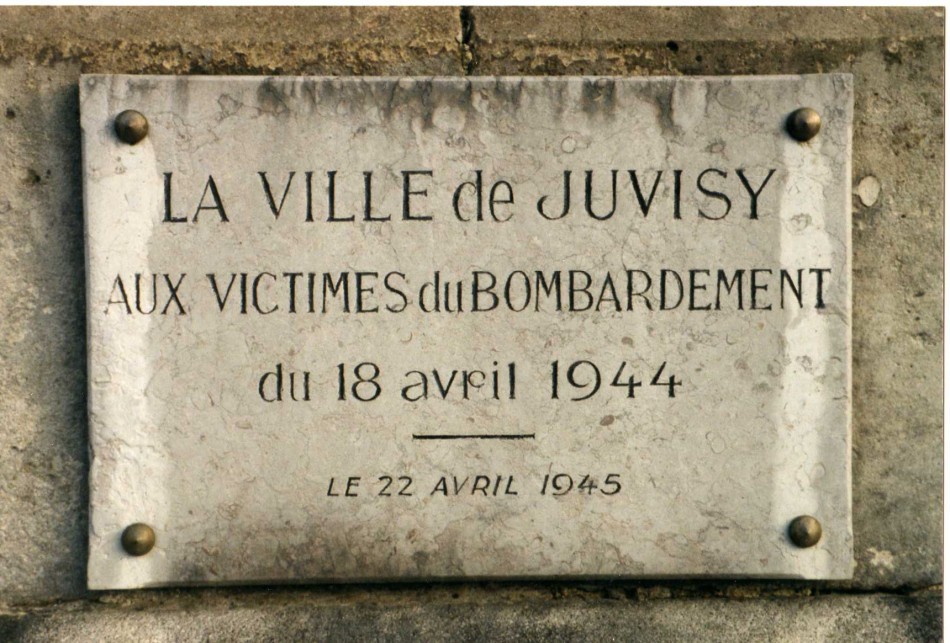 LA VILLE de JUVISY
AUX VICTIMES du BOMBARDEMENT
du 18 avril 1944
LE 22 AVRIL 1945